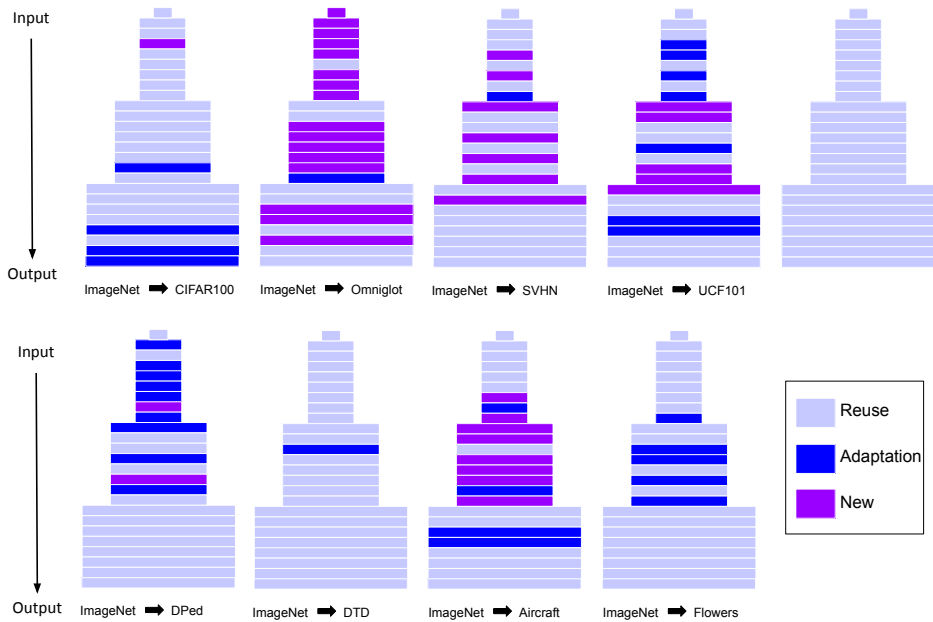 Input
Output
ImageNet → CIFAR100
ImageNet → Omniglot
ImageNet → SVHN
ImageNet → UCF101
Input
Output
ImageNet → DPed
ImageNet → DTD
ImageNet → Aircraft
ImageNet → Flowers
Reuse
Adaptation
New